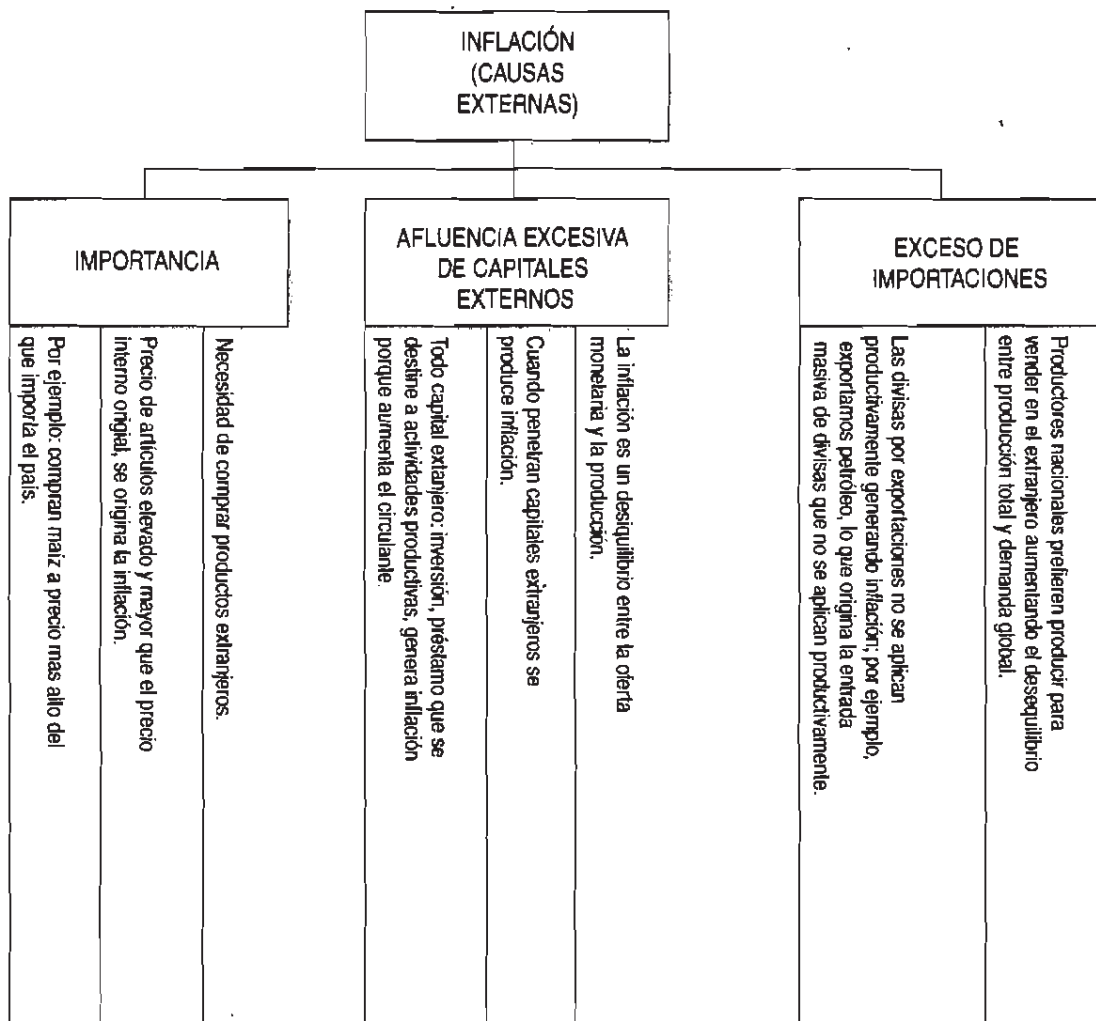 INFLACIÓN
(CAUSAS
EXTERNAS)
IMPORTANCIA
Necesidad de comprar productos extranjeros.
Precio de artículos elevado y mayor que el precio
interno origial, se origina la inflación.
Por ejemplo: compran maíz a precio mas alto del
que importa el país.
AFLUENCIA EXCESIVA
DE CAPITALES
EXTERNOS
La inflación es un desiquilibrio entre la oferta
monetaria y la producción.
Cuando penetran capitales extranjeros se
produce inflación.
Todo capital extanjero: inversión, préstamo que se
destine a actividades productivas, genera inflación
porque aumenta el circulante.
EXCESO DE
IMPORTACIONES
Productores nacionales prefieren producir para
vender en el extranjero aumentando el desequilibrio
entre producción total y demanda global.
Las divisas por exportaciones no se aplican
productivamente generando inflación; por ejemplo,
exportamos petróleo, lo que origina la entrada
masiva de divisas que no se aplican productivamente.